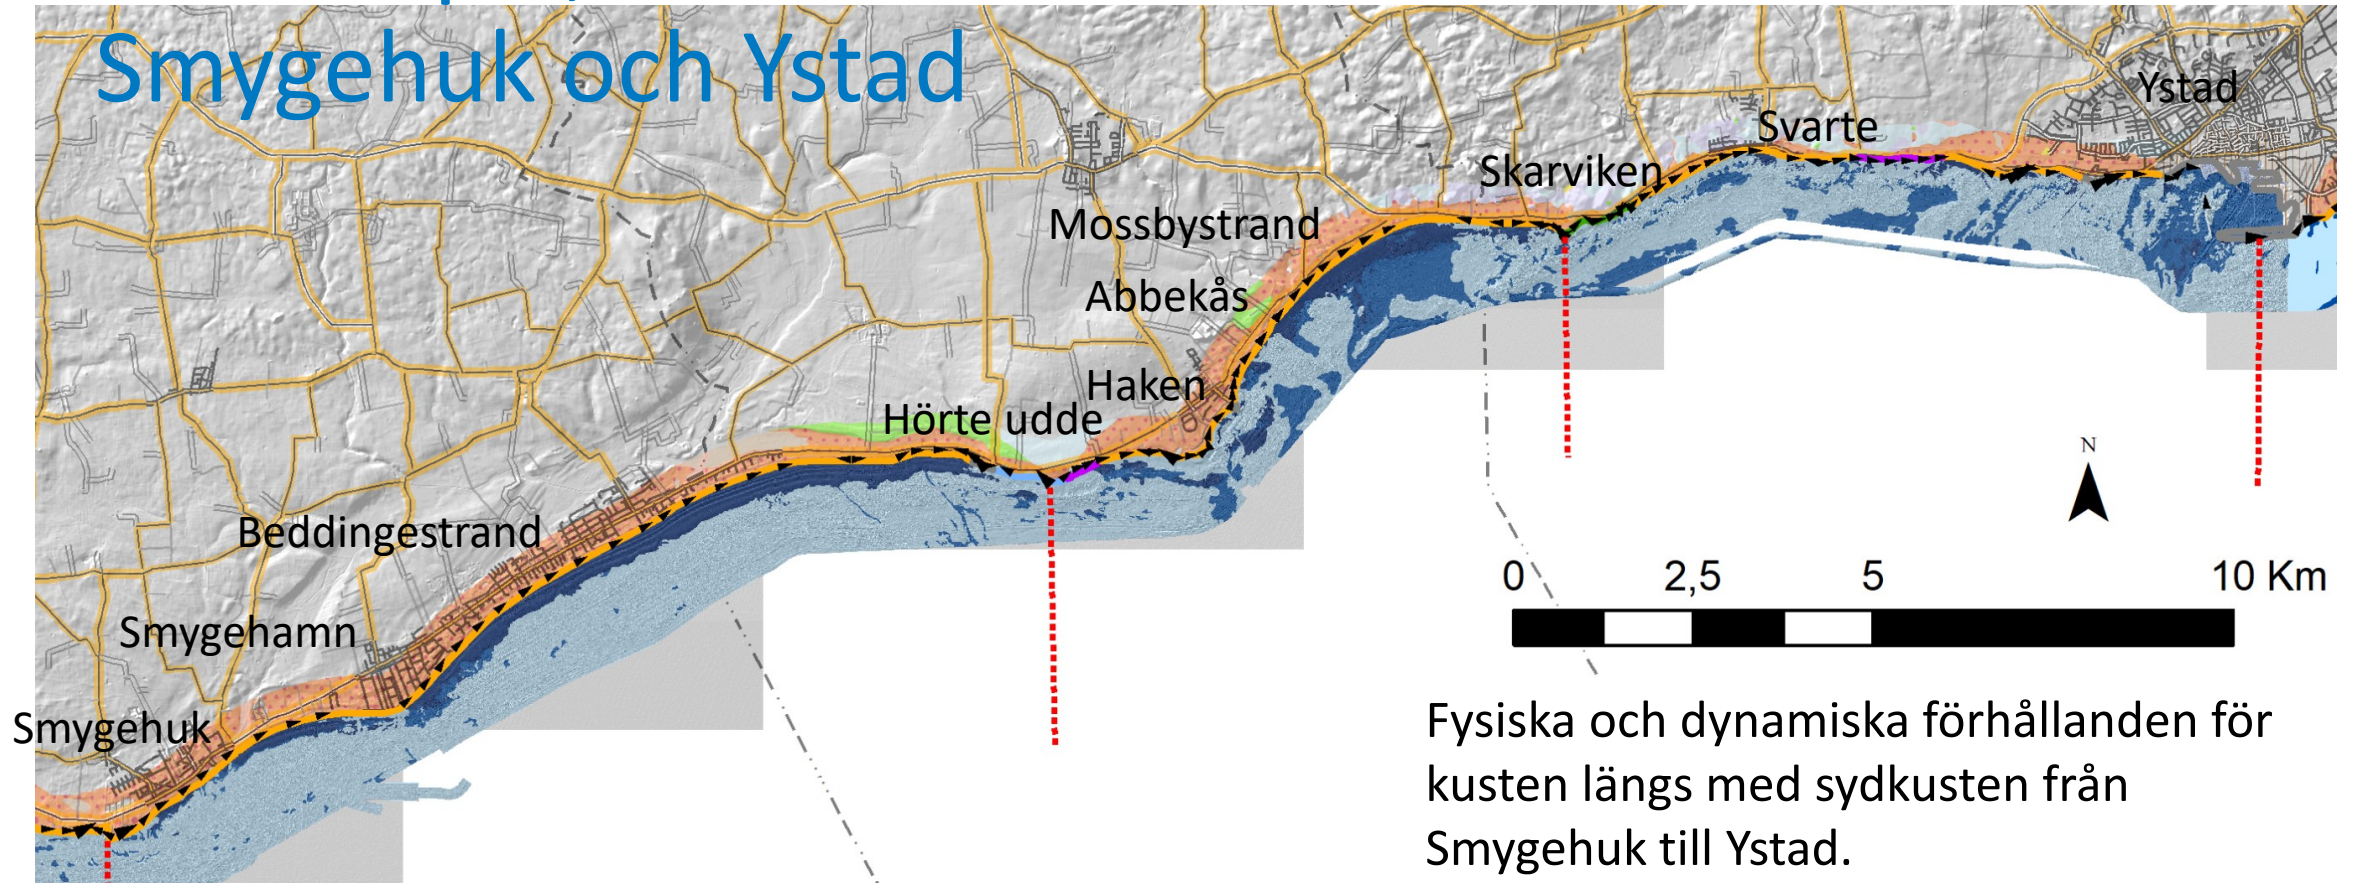 Smygehuk och Ystad
Ystad
Svarte
Skarviken
Mossbystrand
Abbekås
Haken
Hörte udde
N
Beddingestrand
0 2,5 5 10 Km
Smygehamn
Smygehuk
Fysiska och dynamiska förhållanden för
kusten längs med sydkusten från
Smygehuk till Ystad.